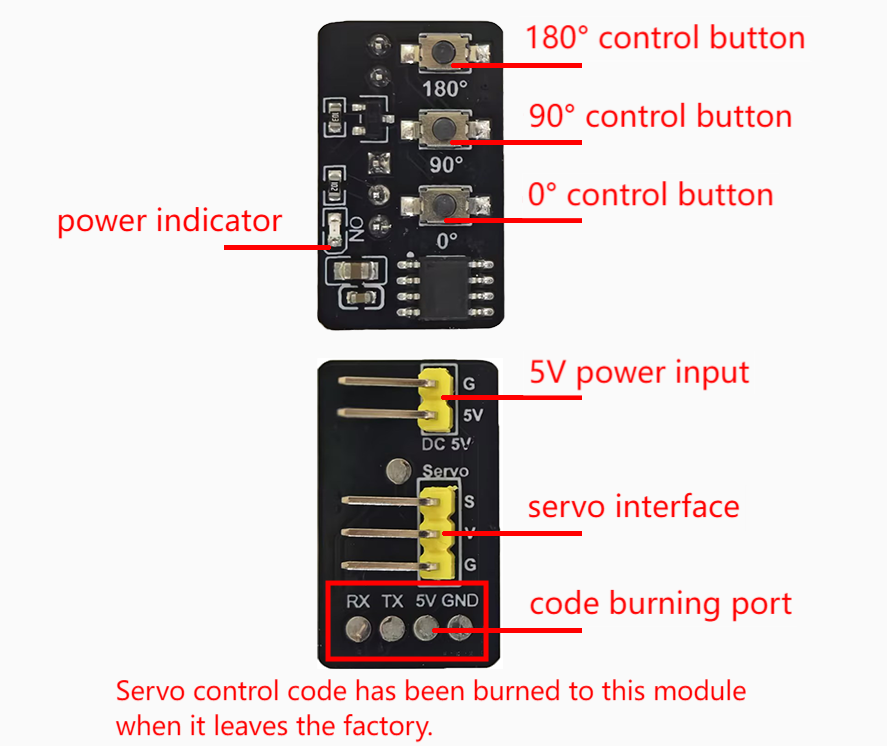 180° control button
180°
90° control button
103
90°
0° control button
102
power indicator
ON
0°
5V power input
G
5V
DC 5V
Servo
S
servo interface
V
G
RX TX 5V GND
code burning port
Servo control code has been burned to this module
when it leaves the factory.